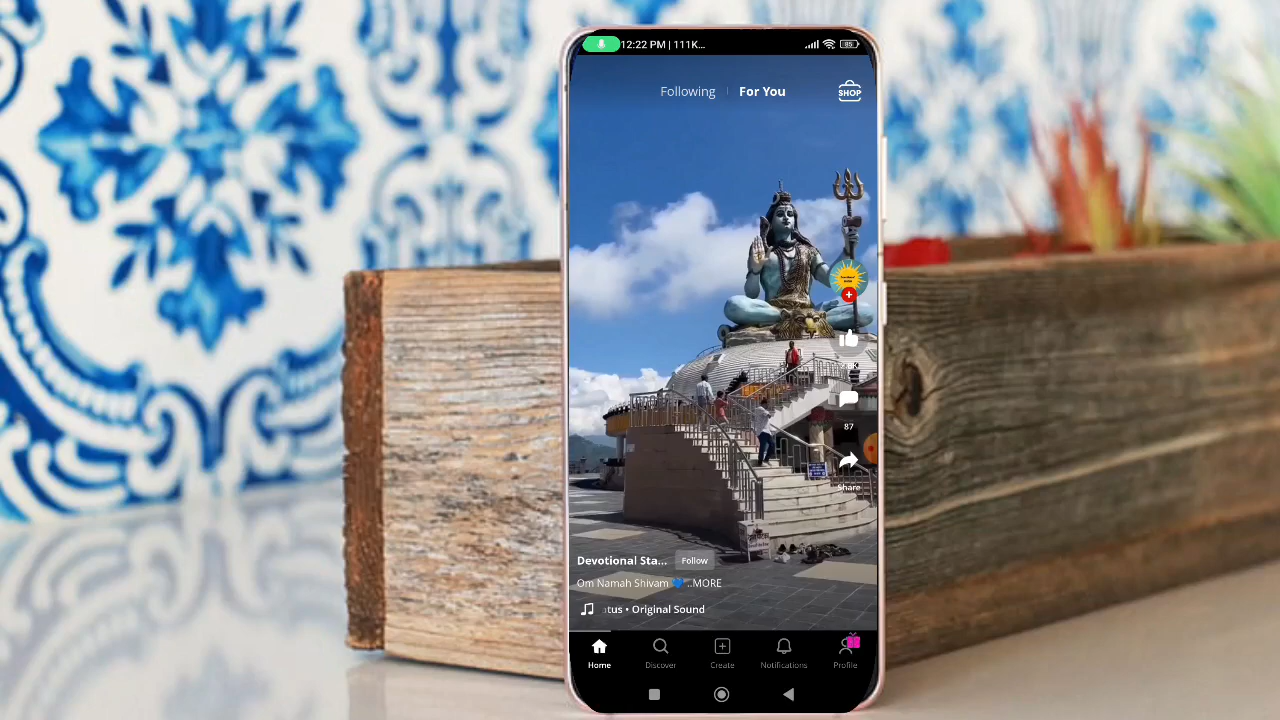 12:22 PM | 111K...
85
Following
For You
SHOP
87
Share
Devotional Sta...
Follow
Om Namah Shivam 💙 ..MORE
:tus • Original Sound
Home
Discover
Create
Notifications
Profile